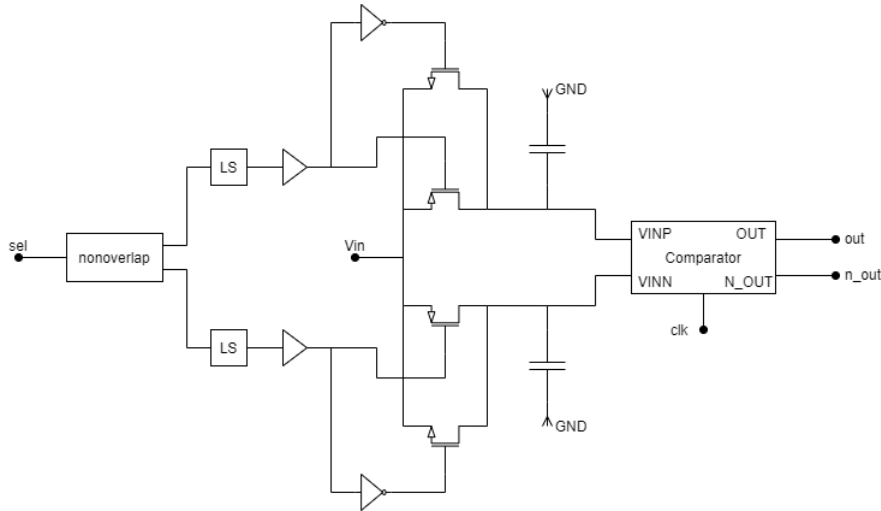 GND
LS
sel
nonoverlap
Vin
VINP OUT
Comparator
VINN N_OUT
out
n_out
clk
LS
GND